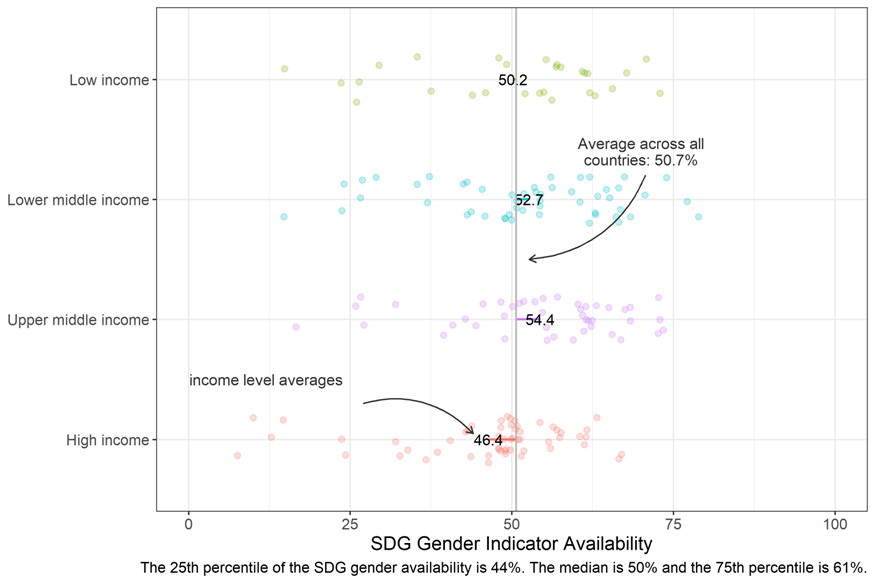 Low income
50.2
Average across all
countries: 50.7%
Lower middle income
52.7
Upper middle income
54.4
income level averages
High income
46.4
0
25
50
75
100
SDG Gender Indicator Availability
The 25th percentile of the SDG gender availability is 44%. The median is 50% and the 75th percentile is 61%.